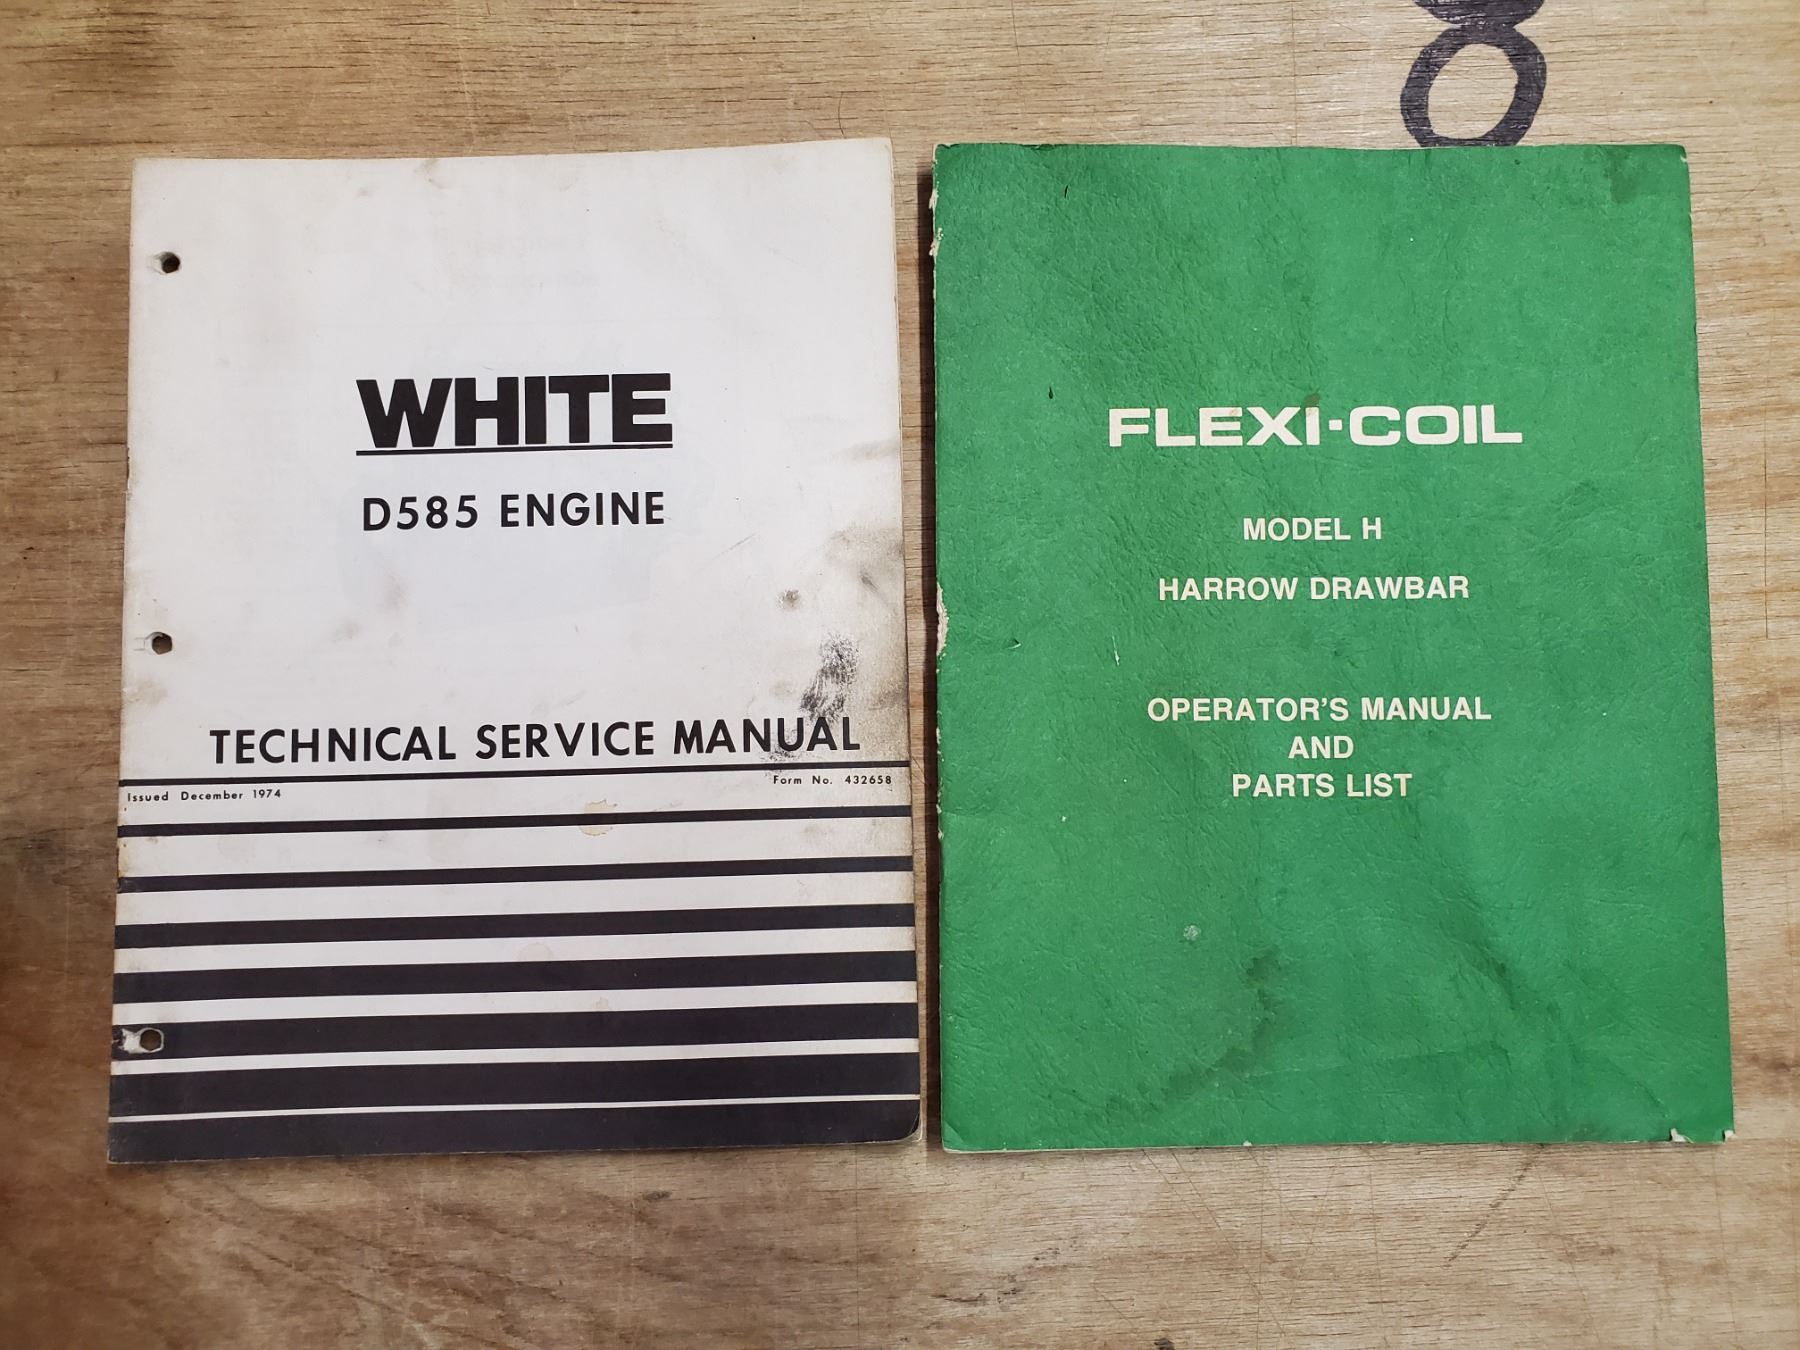 WHITE
D585 ENGINE
TECHNICAL SERVICE MANUAL
Form No. 432658
Issued December 1974
FLEXI-COIL
MODEL H
HARROW DRAWBAR
OPERATOR'S MANUAL
AND
PARTS LIST
8